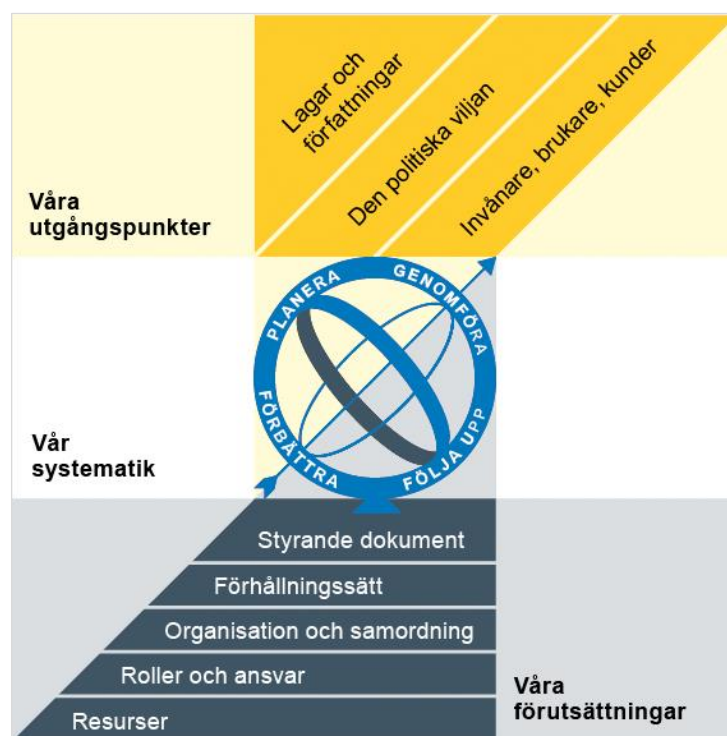 Lagar och
författningar
Den politiska viljan
Invånare, brukare, kunder
Våra
utgångspunkter
PLANERA
GENOMFÖRA
FÖLJA UPP
FÖRBÄTTRA
Vår
systematik
Styrande dokument
Förhållningssätt
Organisation och samordning
Roller och ansvar
Resurser
Våra
förutsättningar